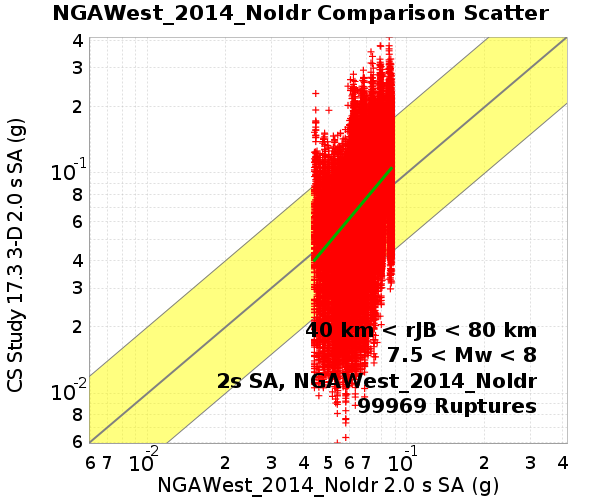 NGAWest_2014_NoIdr Comparison Scatter
CS Study 17.3 3-D 2.0 s SA (g)
4
3
2
10-1
8
6
4
3
2
10-2
8
6
40 km < rJB < 80 km
7.5 < Mw < 8
2s SA, NGAWest_2014_NoIdr
99969 Ruptures
6 7 10-2 2 3 4 5 6 7 10-1 2 3 4
NGAWest_2014_NoIdr 2.0 s SA (g)